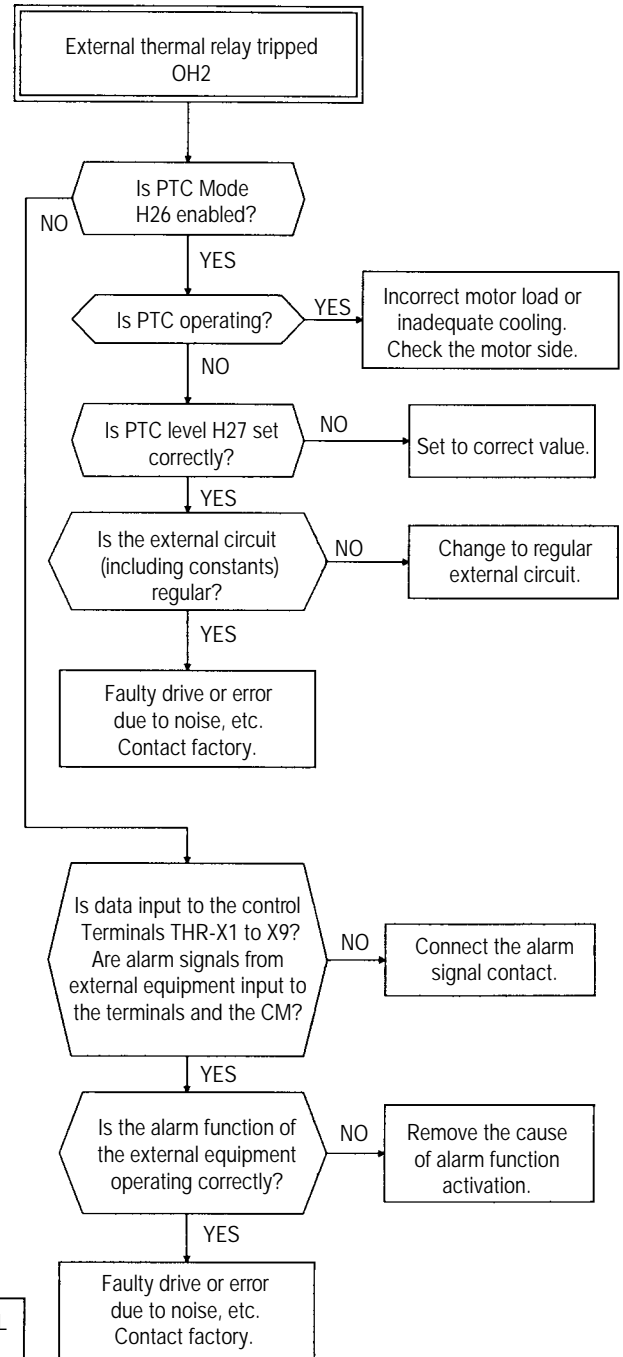 External thermal relay tripped
OH2
Is PTC Mode
H26 enabled?
NO
YES
Is PTC operating?
YES
Incorrect motor load or
inadequate cooling.
Check the motor side.
NO
Is PTC level H27 set
correctly?
NO
Set to correct value.
YES
Is the external circuit
(including constants)
regular?
NO
Change to regular
external circuit.
YES
Faulty drive or error
due to noise, etc.
Contact factory.
Is data input to the control
Terminals THR-X1 to X9?
Are alarm signals from
external equipment input to
the terminals and the CM?
NO
Connect the alarm
signal contact.
YES
Is the alarm function of
the external equipment
operating correctly?
NO
Remove the cause
of alarm function
activation.
YES
Faulty drive or error
due to noise, etc.
Contact factory.